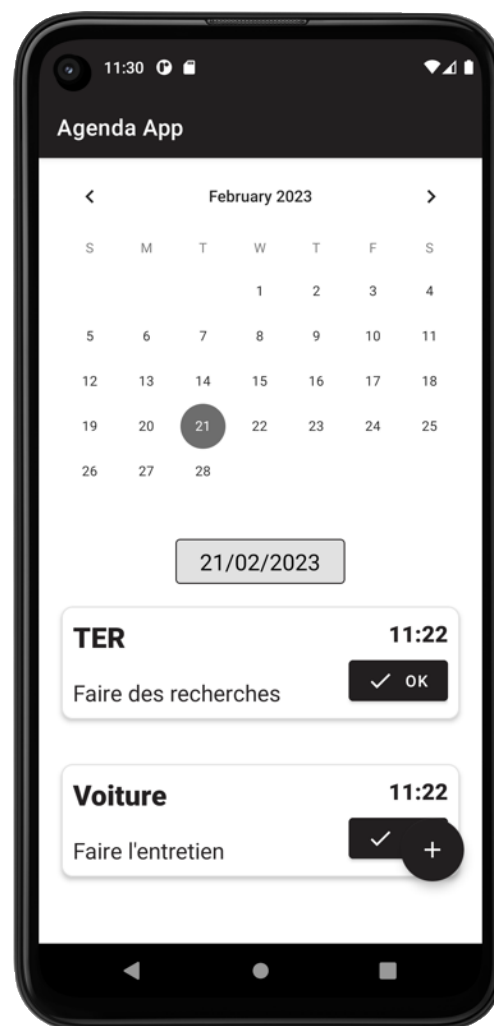 11:30
Agenda App
February 2023
S M T W T F S
1 2 3 4
5 6 7 8 9 10 11
12 13 14 15 16 17 18
19 20 21 22 23 24 25
26 27 28
21/02/2023
TER 11:22
Faire des recherches OK
Voiture 11:22
Faire l'entretien